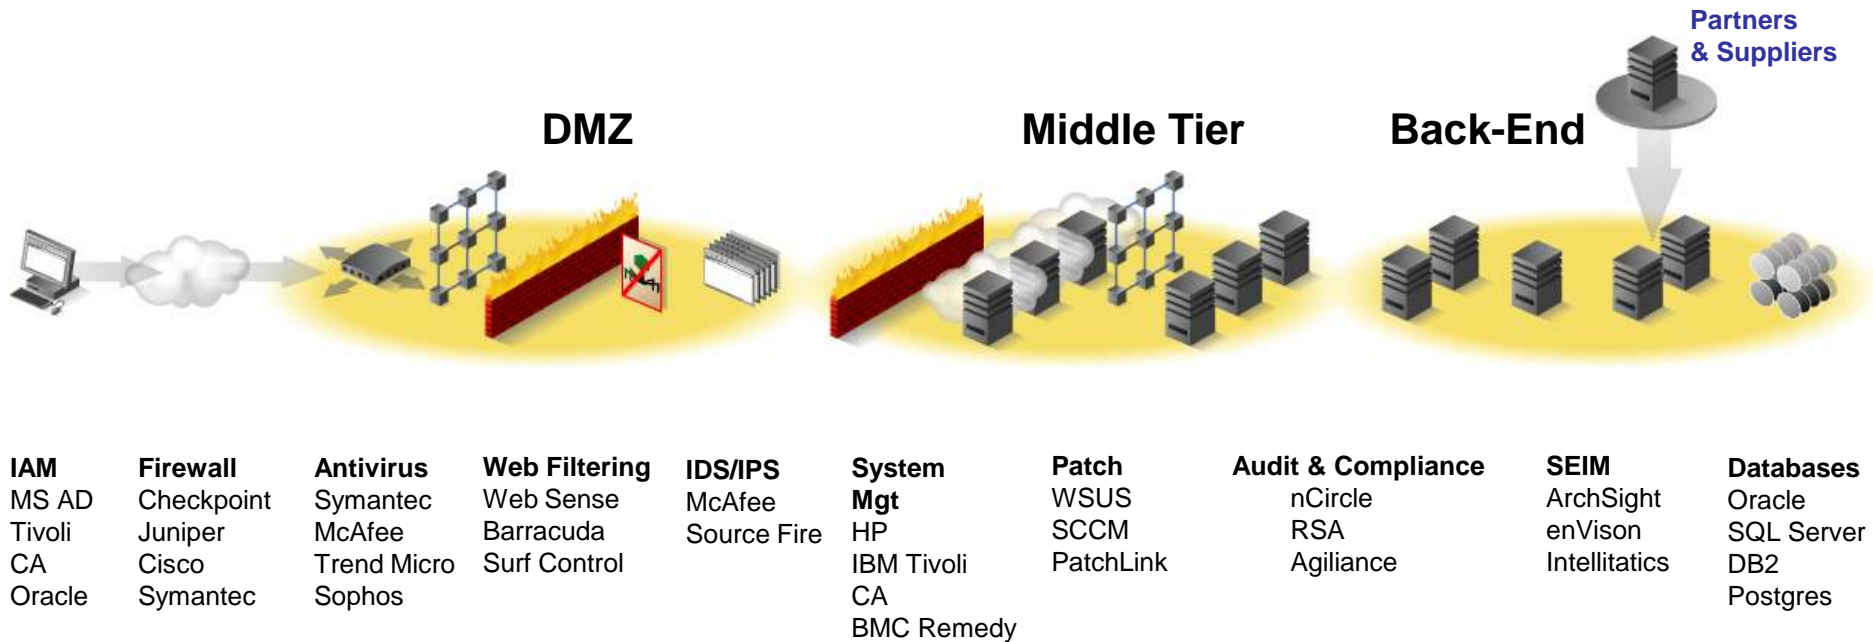 Partners
& Suppliers
DMZ
Middle Tier
Back-End
IAM
MS AD
Tivoli
CA
Oracle
Firewall
Checkpoint
Juniper
Cisco
Symantec
Antivirus
Symantec
McAfee
Trend Micro
Sophos
Web Filtering
Web Sense
Barracuda
Surf Control
IDS/IPS
McAfee
Source Fire
System
Mgt
HP
IBM Tivoli
CA
BMC Remedy
Patch
WSUS
SCCM
PatchLink
Audit & Compliance
nCircle
RSA
Agiliance
SEIM
ArchSight
enVison
Intellitatics
Databases
Oracle
SQL Server
DB2
Postgres